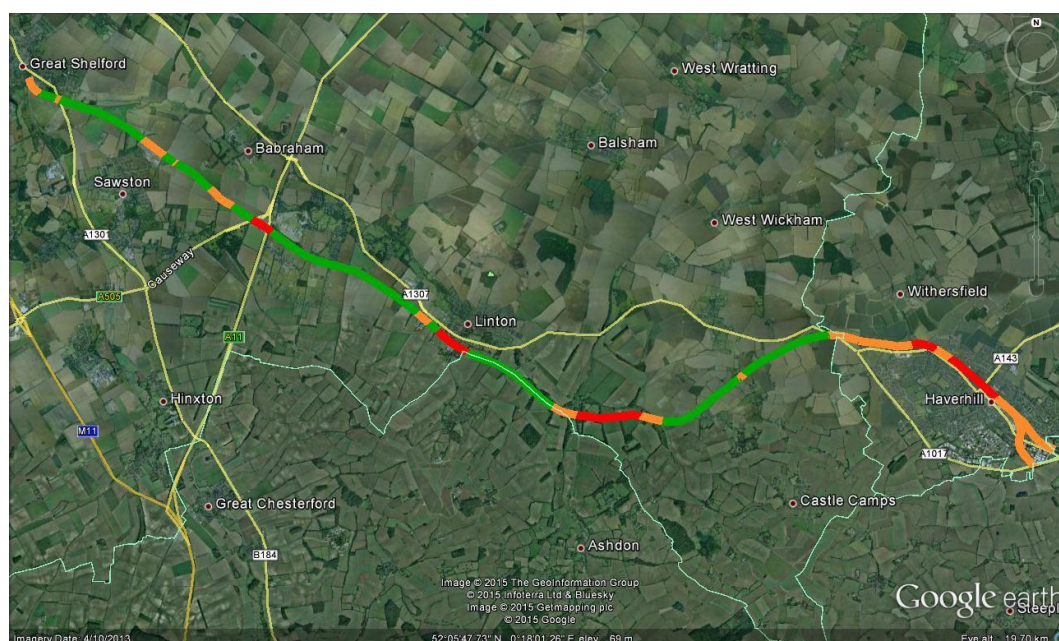 N
Great Shelford
West Wratting
Babraham
Balsham
Sawston
West Wickham
A1301
Causeway
A505
A1307
Withersfield
Linton
A11
A143
Hinxton
Haverhill
M11
A1017
Great Chesterford
Castle Camps
Ashdon
B184
Image © 2015 The GeoInformation Group
© 2015 Infoterra Ltd & Bluesky
Image © 2015 Getmapping plc
© 2015 Google
Google earth
Imagery Date: 4/10/2013 52:05'47.73" N 0:18'01.26" E elev 69 m Eye alt 19.70 km